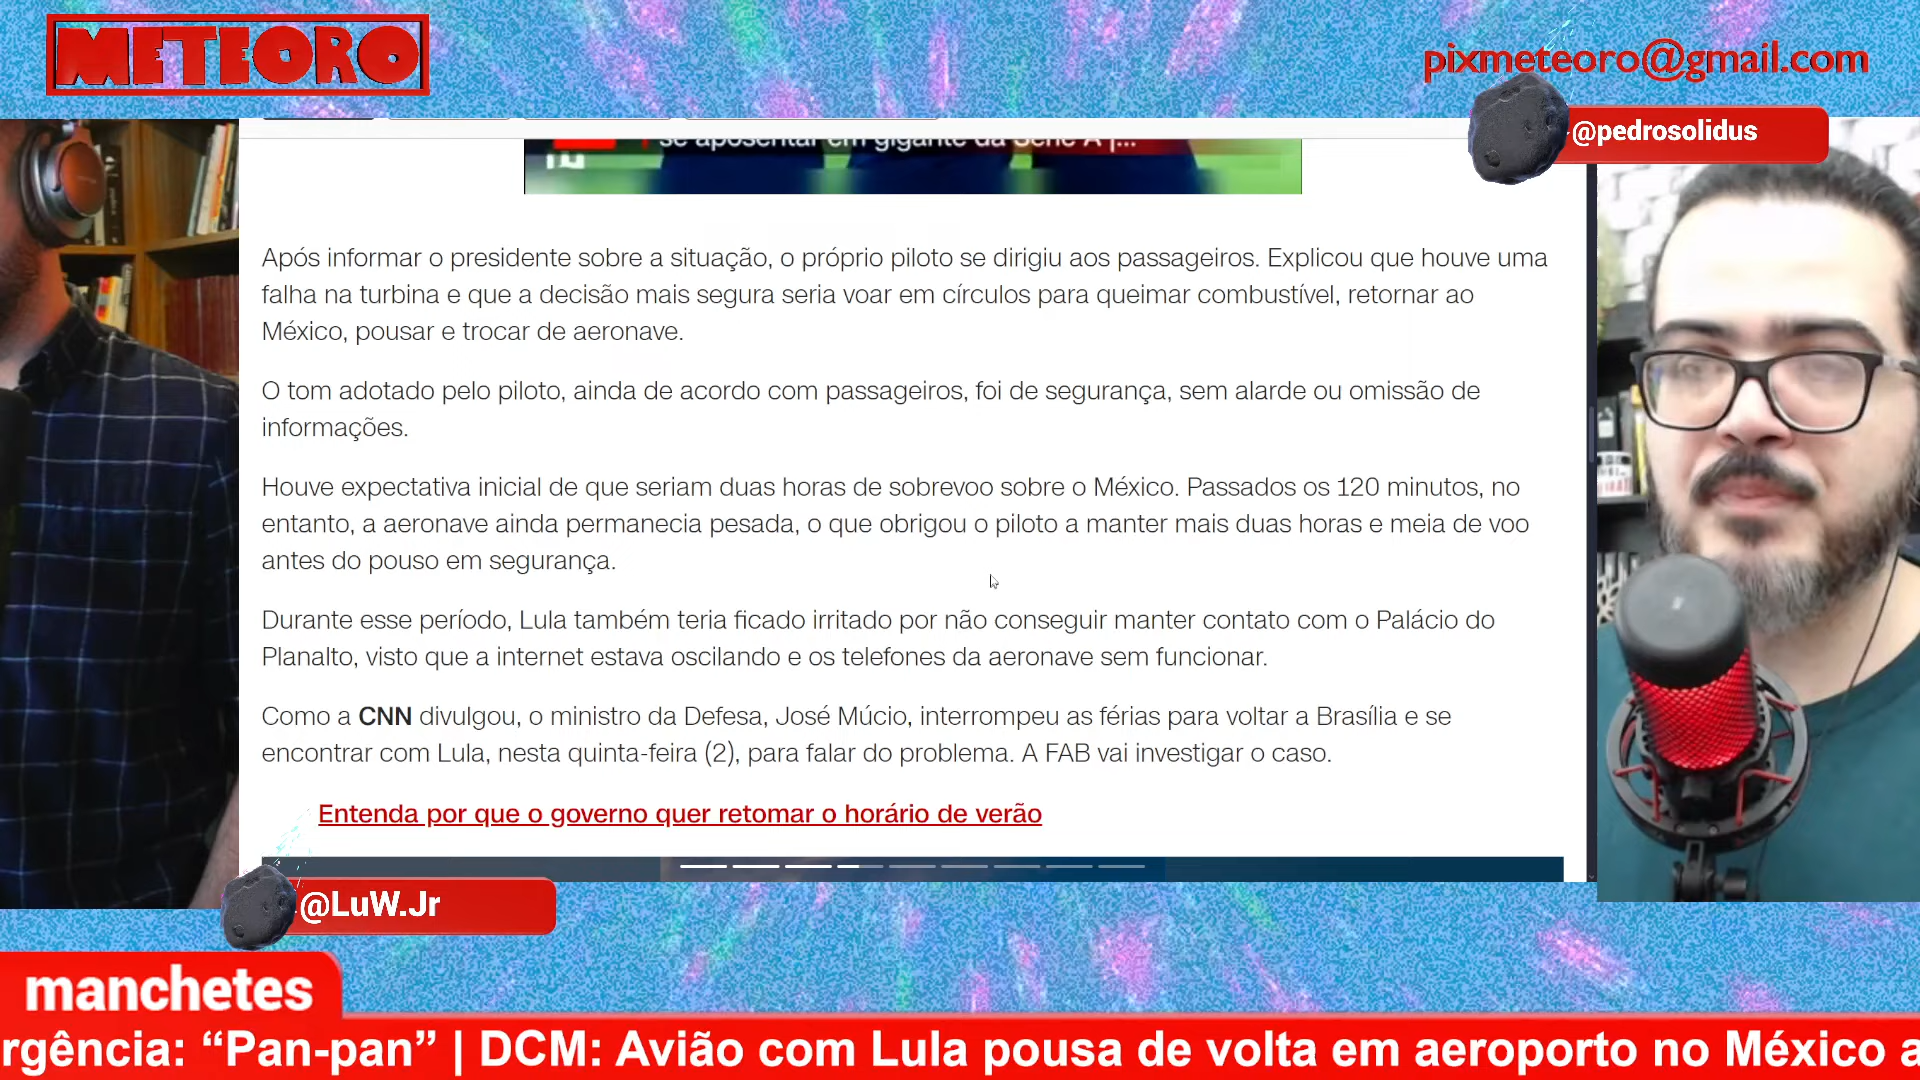 METEORO
pixmeteoro@gmail.com
@pedrosolidus
se aposentar em gigante da Série A |...
Após informar o presidente sobre a situação, o próprio piloto se dirigiu aos passageiros. Explicou que houve uma
falha na turbina e que a decisão mais segura seria voar em círculos para queimar combustível, retornar ao
México, pousar e trocar de aeronave.
O tom adotado pelo piloto, ainda de acordo com passageiros, foi de segurança, sem alarde ou omissão de
informações.
Houve expectativa inicial de que seriam duas horas de sobrevoo sobre o México. Passados os 120 minutos, no
entanto, a aeronave ainda permanecia pesada, o que obrigou o piloto a manter mais duas horas e meia de voo
antes do pouso em segurança.
Durante esse período, Lula também teria ficado irritado por não conseguir manter contato com o Palácio do
Planalto, visto que a internet estava oscilando e os telefones da aeronave sem funcionar.
Como a CNN divulgou, o ministro da Defesa, José Múcio, interrompeu as férias para voltar a Brasília e se
encontrar com Lula, nesta quinta-feira (2), para falar do problema. A FAB vai investigar o caso.
Entenda por que o governo quer retomar o horário de verão
@LuW.Jr
manchetes
rgência: “Pan-pan” | DCM: Avião com Lula pousa de volta em aeroporto no México a